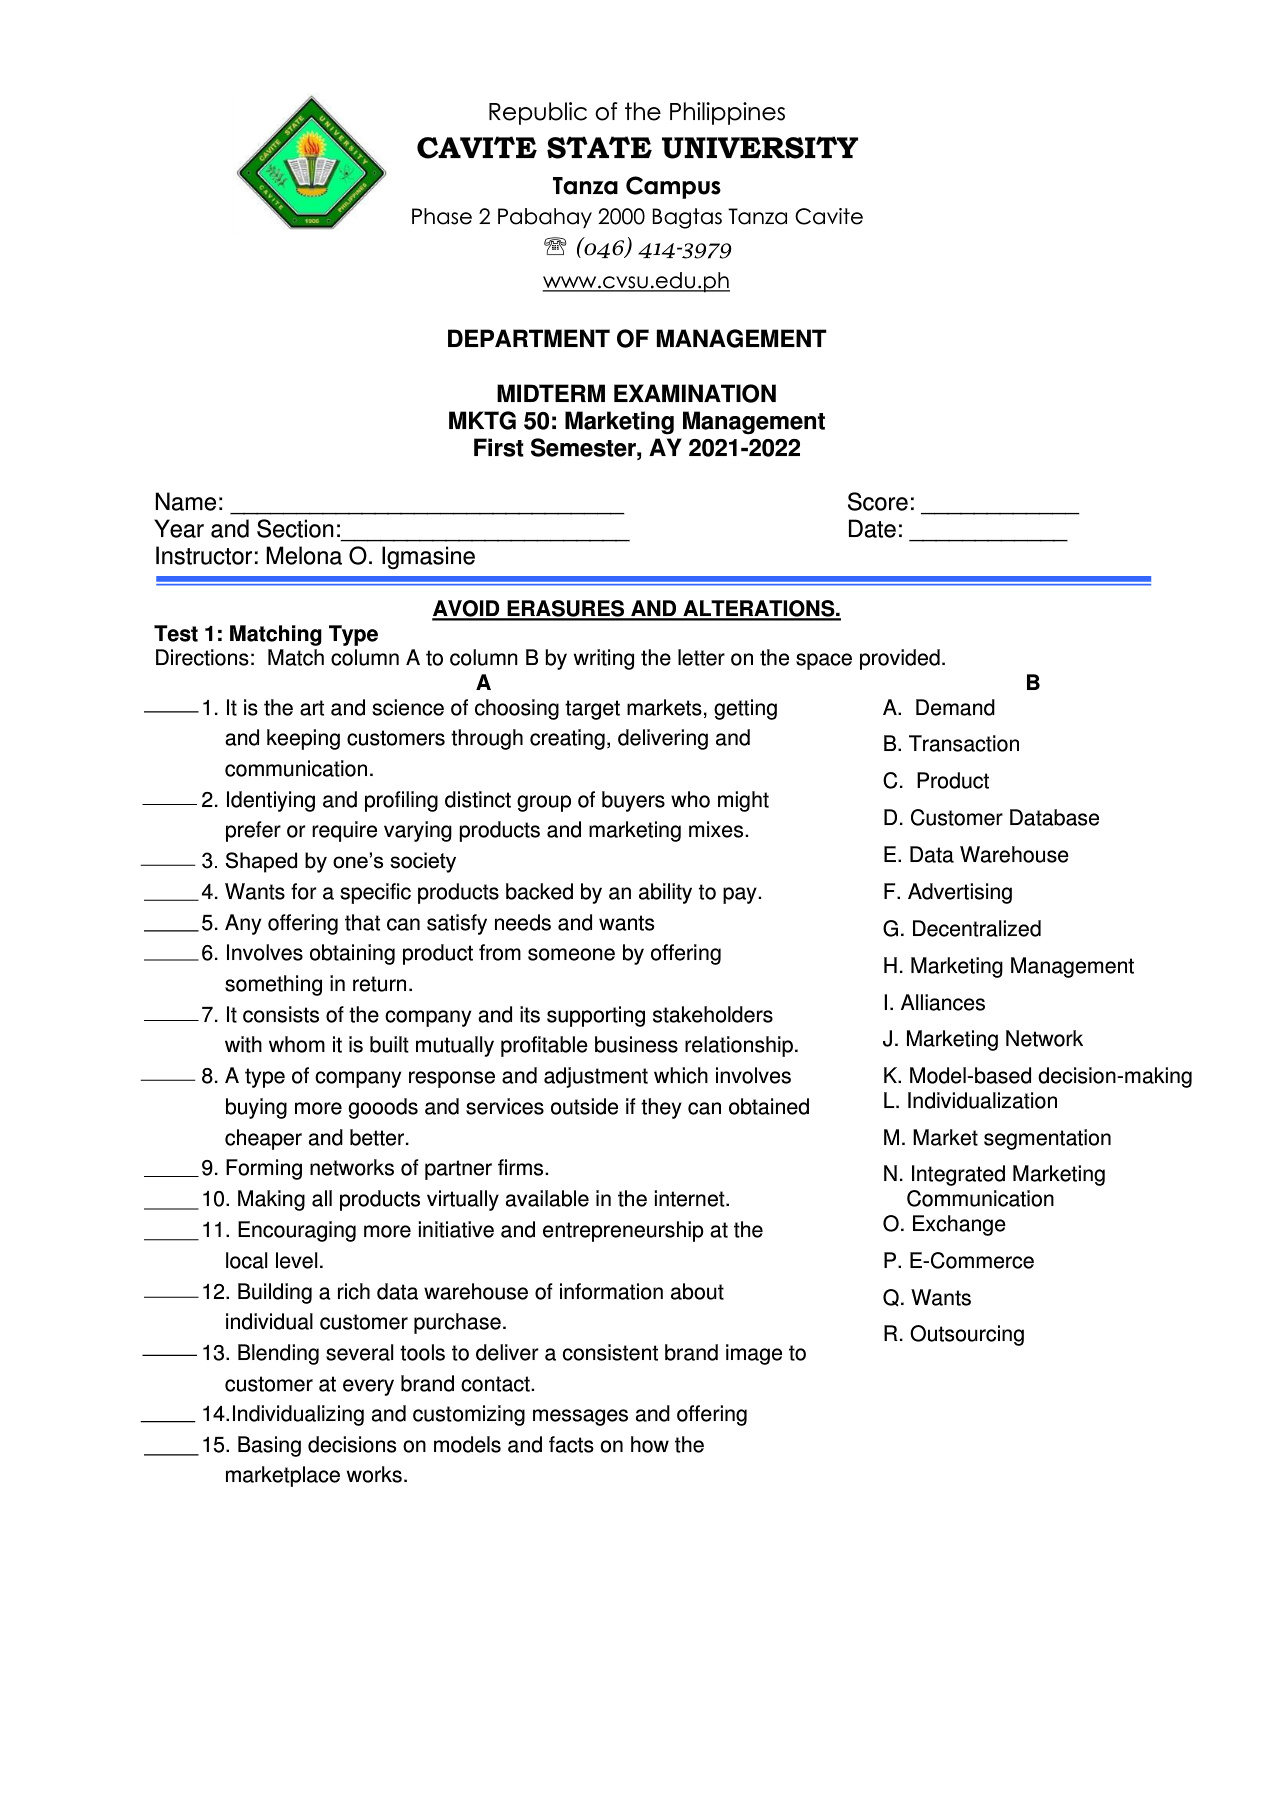 CAVITE STATE UNIVERSITY
CAVITE PHILIPPINES
1906
Republic of the Philippines
CAVITE STATE UNIVERSITY
Tanza Campus
Phase 2 Pabahay 2000 Bagtas Tanza Cavite
☏ (046) 414-3979
www.cvsu.edu.ph
DEPARTMENT OF MANAGEMENT
MIDTERM EXAMINATION
MKTG 50: Marketing Management
First Semester, AY 2021-2022
Name: ______________________________ Score: ____________
Year and Section:______________________ Date: ____________
Instructor: Melona O. Igmasine
AVOID ERASURES AND ALTERATIONS.
Test 1: Matching Type
Directions:  Match column A to column B by writing the letter on the space provided.
A
_____1. It is the art and science of choosing target markets, getting
and keeping customers through creating, delivering and
communication.
_____2. Identiying and profiling distinct group of buyers who might
prefer or require varying products and marketing mixes.
_____ 3. Shaped by one’s society
_____4. Wants for a specific products backed by an ability to pay.
_____5. Any offering that can satisfy needs and wants
_____6. Involves obtaining product from someone by offering
something in return.
_____7. It consists of the company and its supporting stakeholders
with whom it is built mutually profitable business relationship.
_____ 8. A type of company response and adjustment which involves
buying more gooods and services outside if they can obtained
cheaper and better.
_____9. Forming networks of partner firms.
_____10. Making all products virtually available in the internet.
_____11. Encouraging more initiative and entrepreneurship at the
local level.
_____12. Building a rich data warehouse of information about
individual customer purchase.
_____13. Blending several tools to deliver a consistent brand image to
customer at every brand contact.
_____ 14.Individualizing and customizing messages and offering
_____15. Basing decisions on models and facts on how the
marketplace works.
B
A.  Demand
B. Transaction
C.  Product
D. Customer Database
E. Data Warehouse
F. Advertising
G. Decentralized
H. Marketing Management
I. Alliances
J. Marketing Network
K. Model-based decision-making
L. Individualization
M. Market segmentation
N. Integrated Marketing
Communication
O. Exchange
P. E-Commerce
Q. Wants
R. Outsourcing